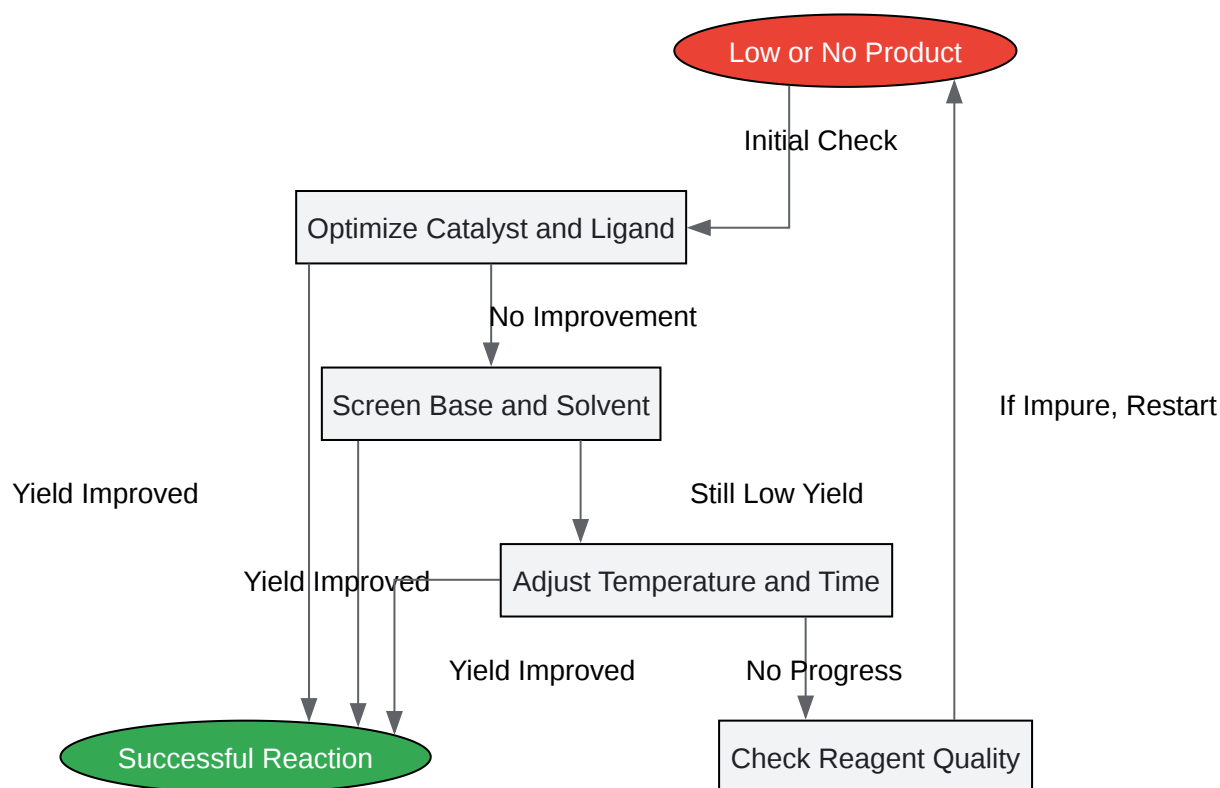 Low or No Product
Initial Check
Optimize Catalyst and Ligand
No Improvement
Screen Base and Solvent
If Impure, Restart
Yield Improved
Still Low Yield
Yield Improved
Adjust Temperature and Time
Yield Improved
No Progress
Successful Reaction
Check Reagent Quality